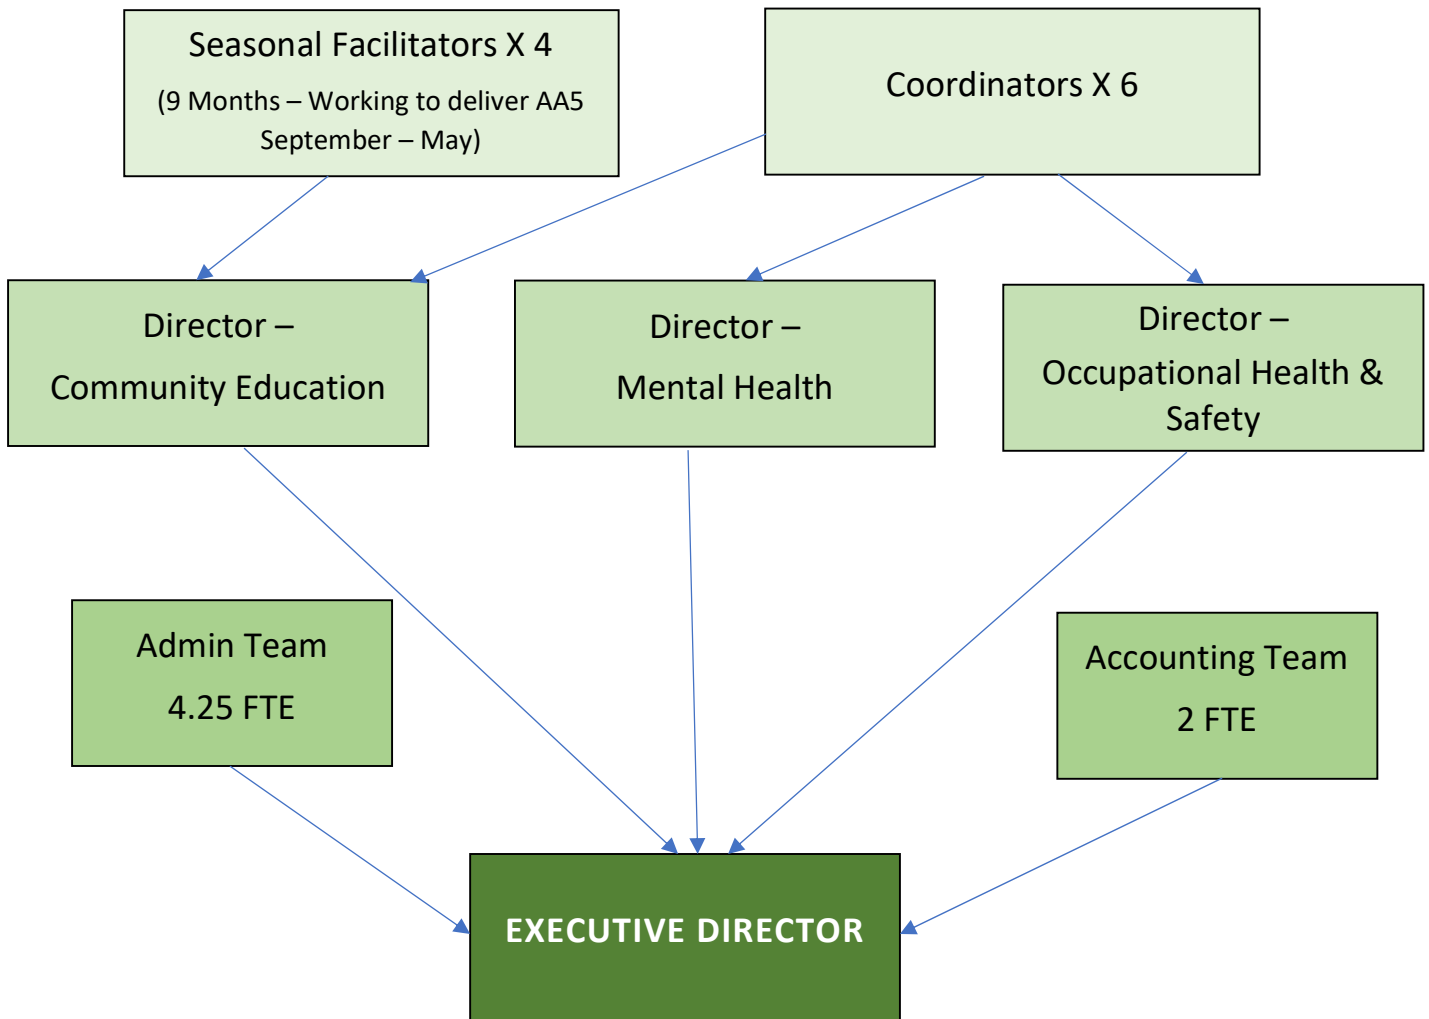 Seasonal Facilitators X 4
(9 Months – Working to deliver AA5
September – May)
Coordinators X 6
Director –
Community Education
Director –
Mental Health
Director –
Occupational Health &
Safety
Admin Team
4.25 FTE
Accounting Team
2 FTE
EXECUTIVE DIRECTOR